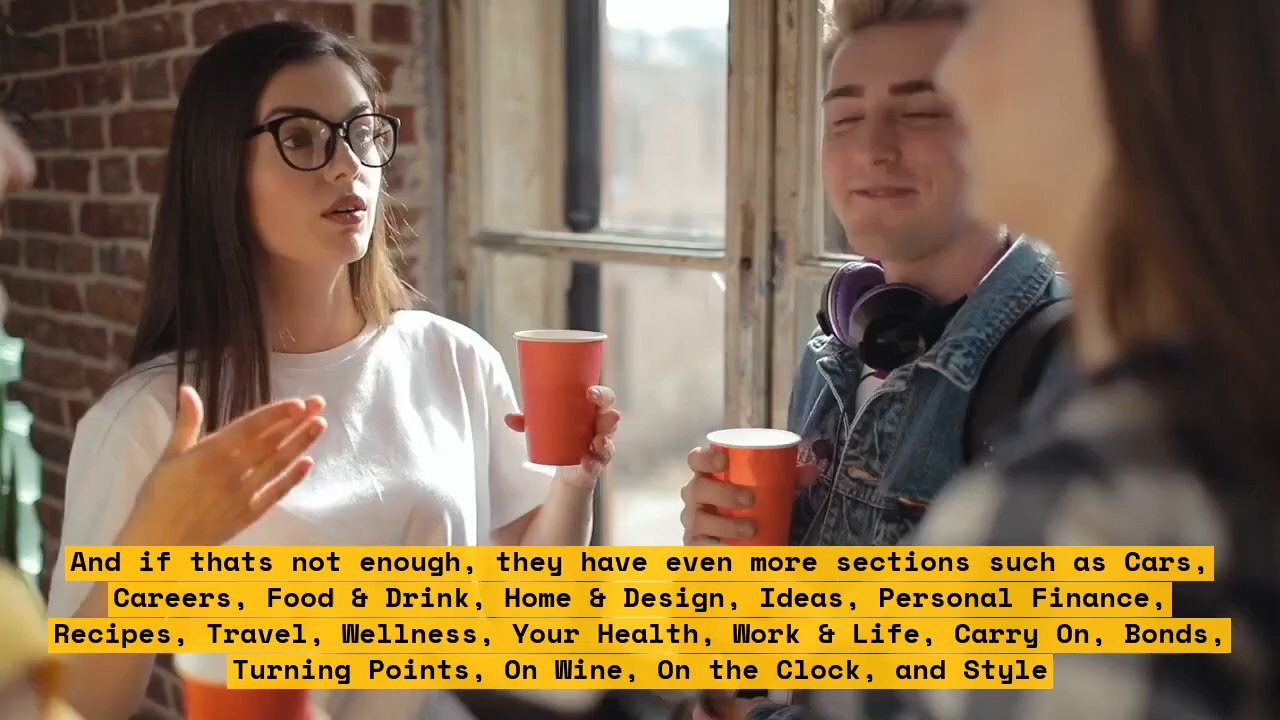 And if thats not enough, they have even more sections such as Cars,
Careers, Food & Drink, Home & Design, Ideas, Personal Finance,
Recipes, Travel, Wellness, Your Health, Work & Life, Carry On, Bonds,
Turning Points, On Wine, On the Clock, and Style